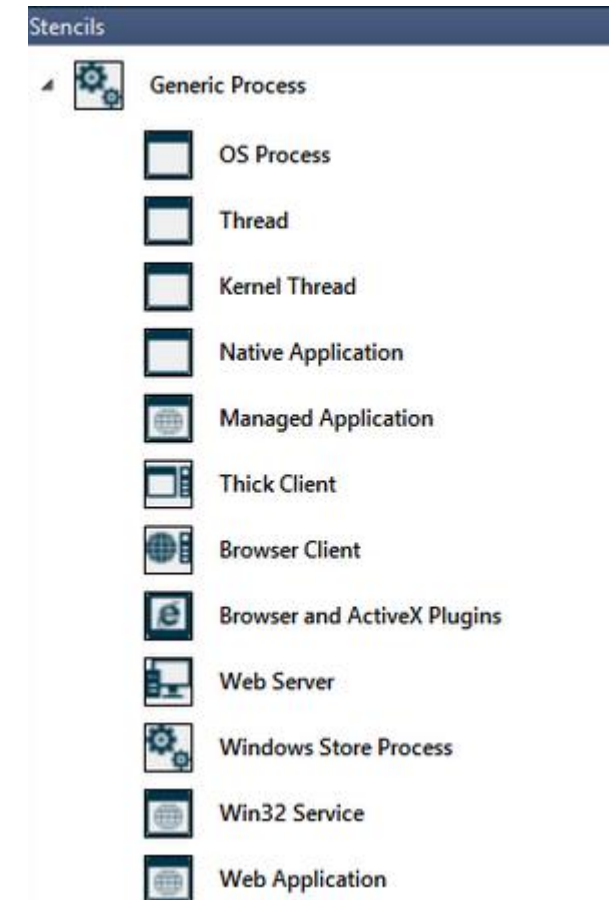 Stencils
Generic Process
OS Process
Thread
Kernel Thread
Native Application
Managed Application
Thick Client
Browser Client
Browser and ActiveX Plugins
Web Server
Windows Store Process
Win32 Service
Web Application